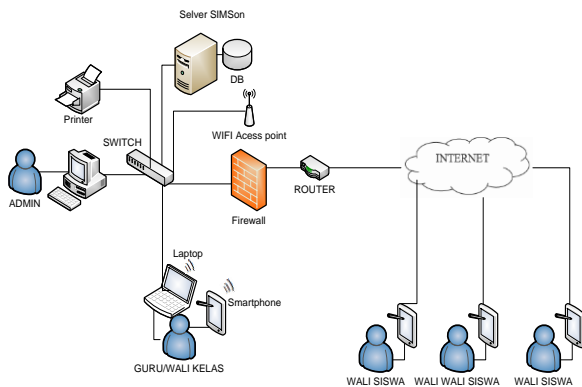 Selver SIMSon
DB
Printer
WIFI Acess point
SWITCH
INTERNET
ADMIN
ROUTER
Firewall
Laptop
Smartphone
GURU/WALI KELAS
WALI SISWA
WALI WALI SISWA
WALI SISWA